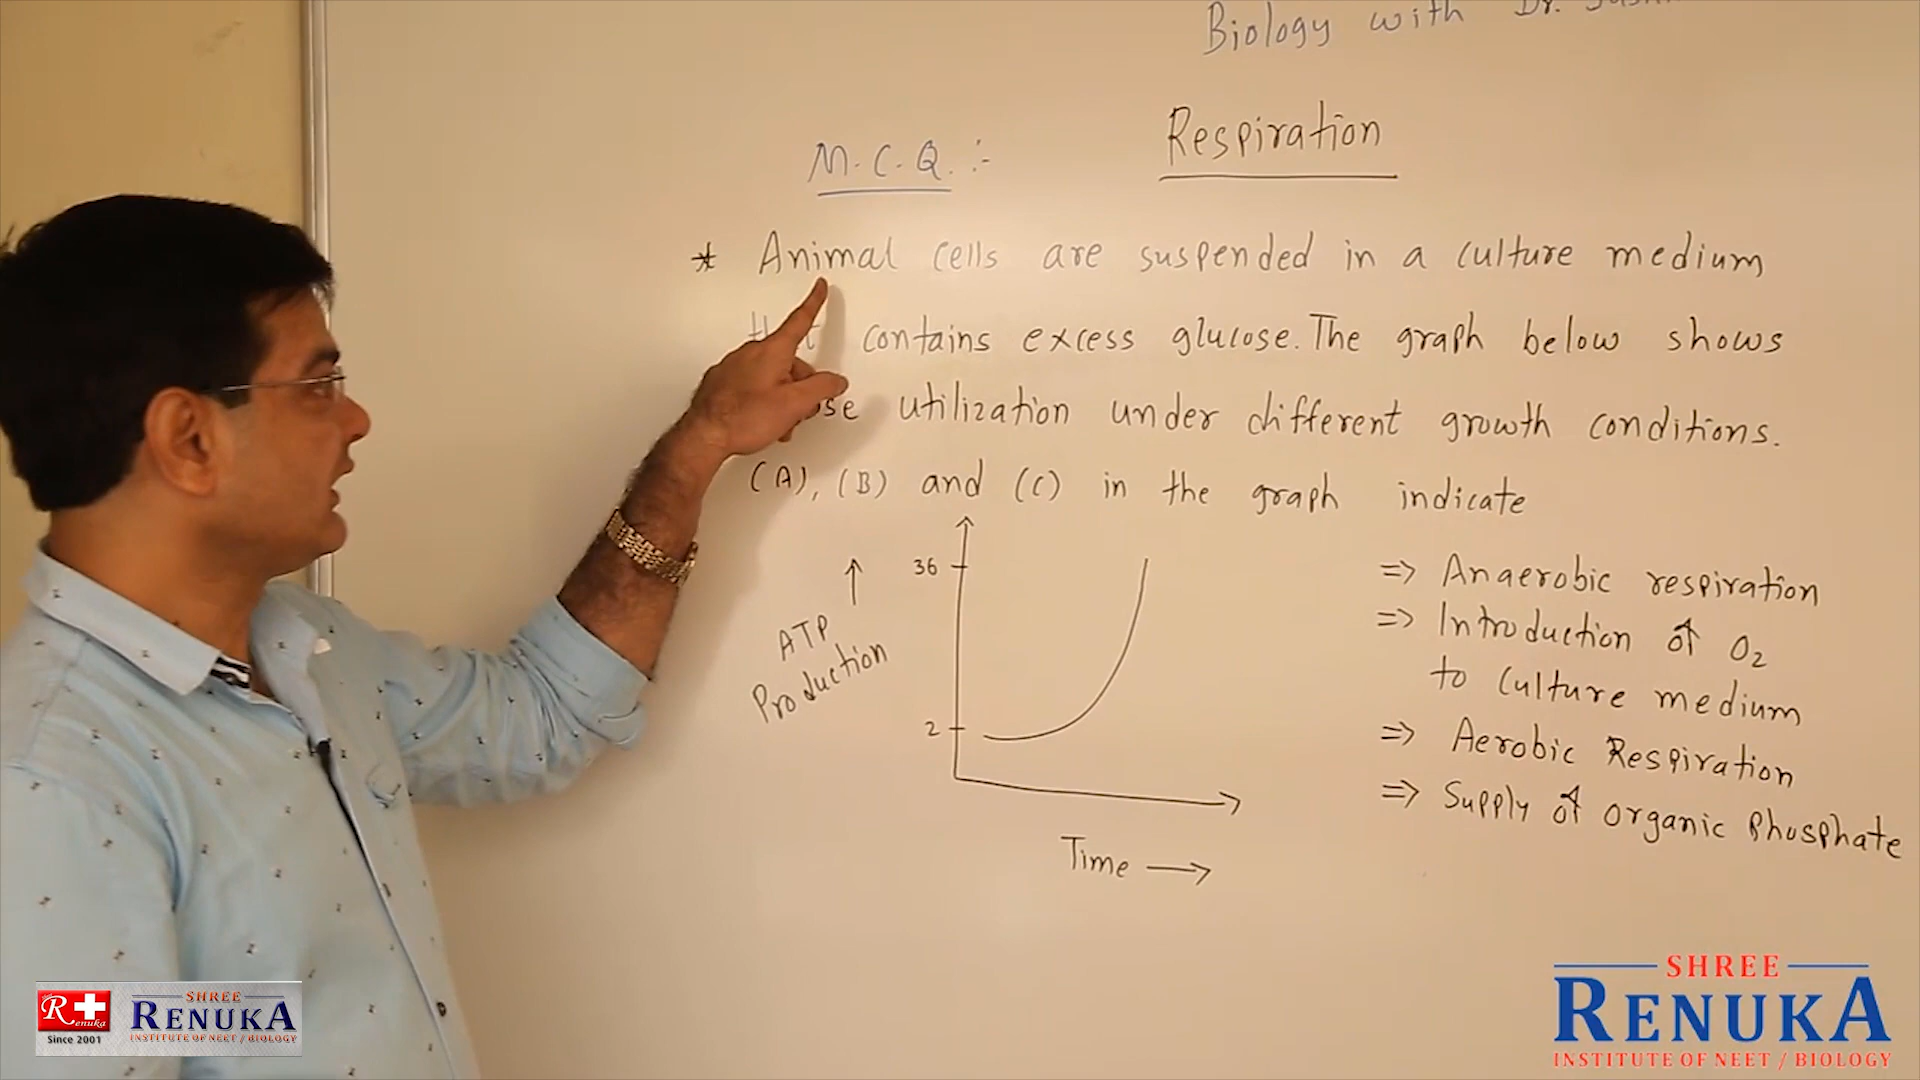 Biology with Dr.
Respiration
M.C.Q. :-
* Animal cells are suspended in a culture medium
contains excess glucose. The graph below shows
utilization under different growth conditions.
(A), (B) and (C) in the graph indicate
36
2
ATP
Production
Time
=> Anaerobic respiration
=> Introduction of O2
to culture medium
=> Aerobic Respiration
=> Supply of organic Phosphate
R+
Renuka
Since 2001
SHREE
RENUKA
INSTITUTE OF NEET / BIOLOGY
SHREE
RENUKA
INSTITUTE OF NEET / BIOLOGY